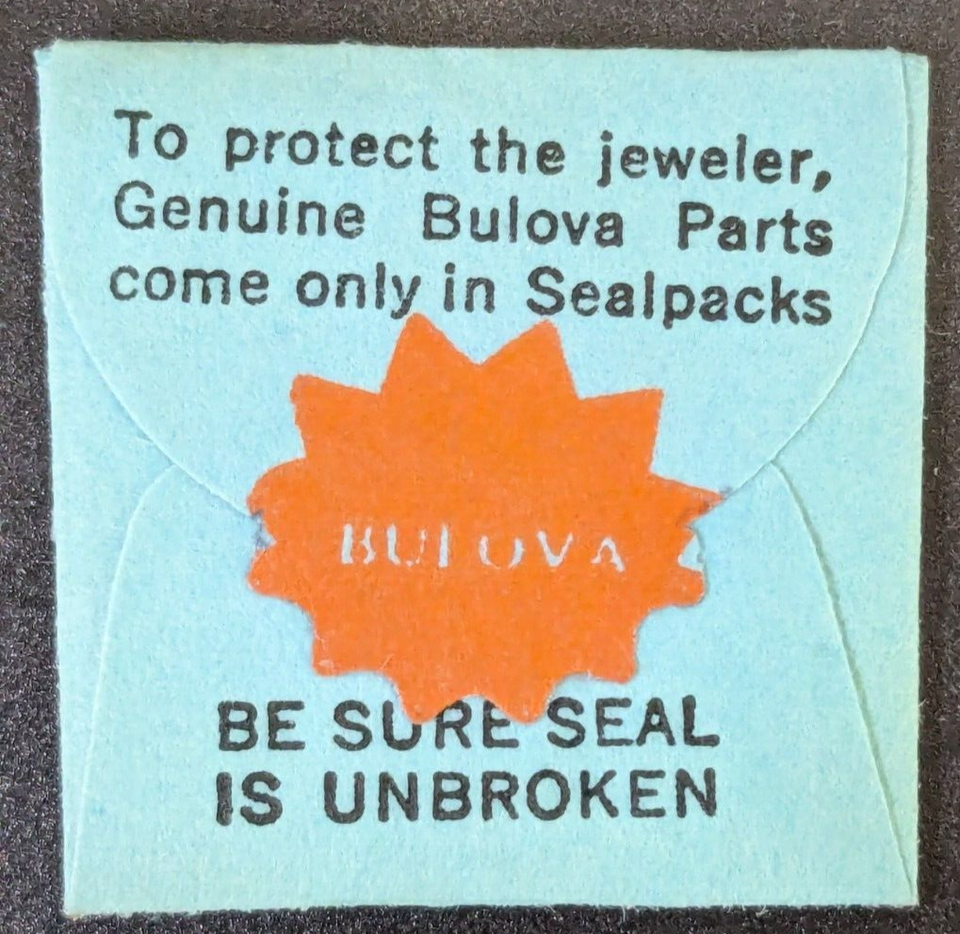 To protect the jeweler,
Genuine Bulova Parts
come only in Sealpacks
BULOVA
BE SURE SEAL
IS UNBROKEN